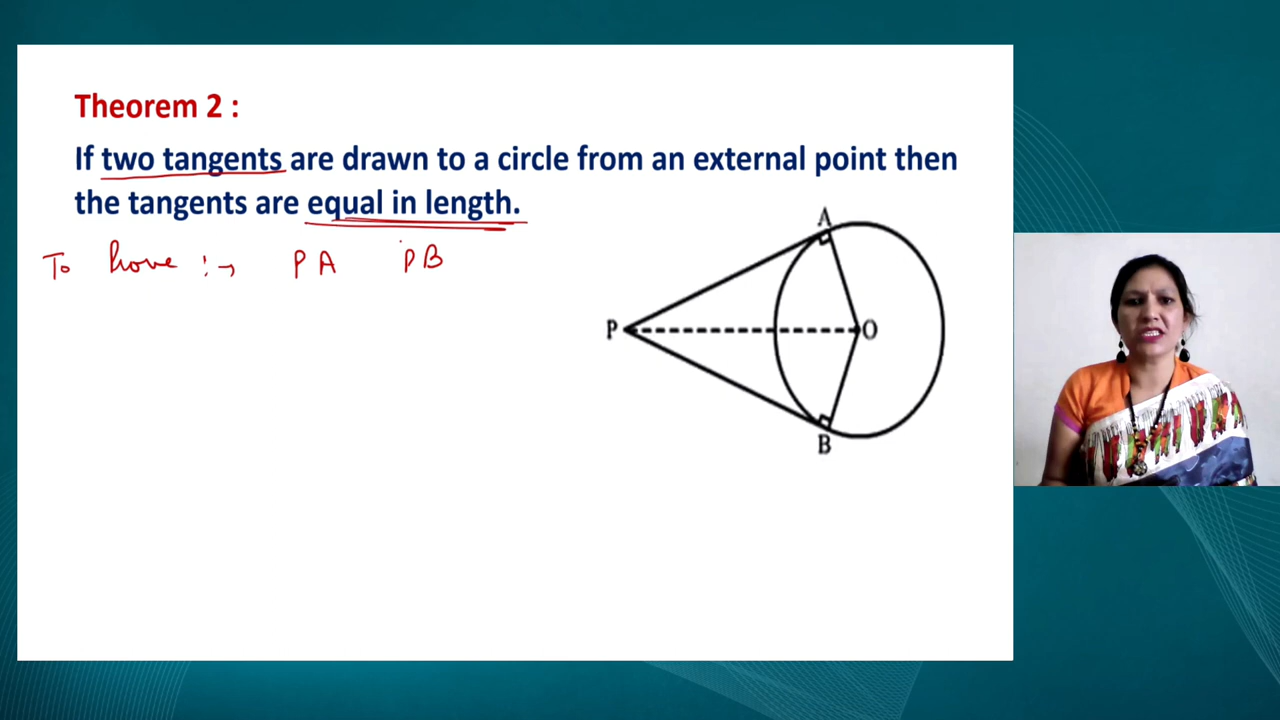 Theorem 2 :
If two tangents are drawn to a circle from an external point then
the tangents are equal in length.
To prove :→ PA PB
A
P
O
B